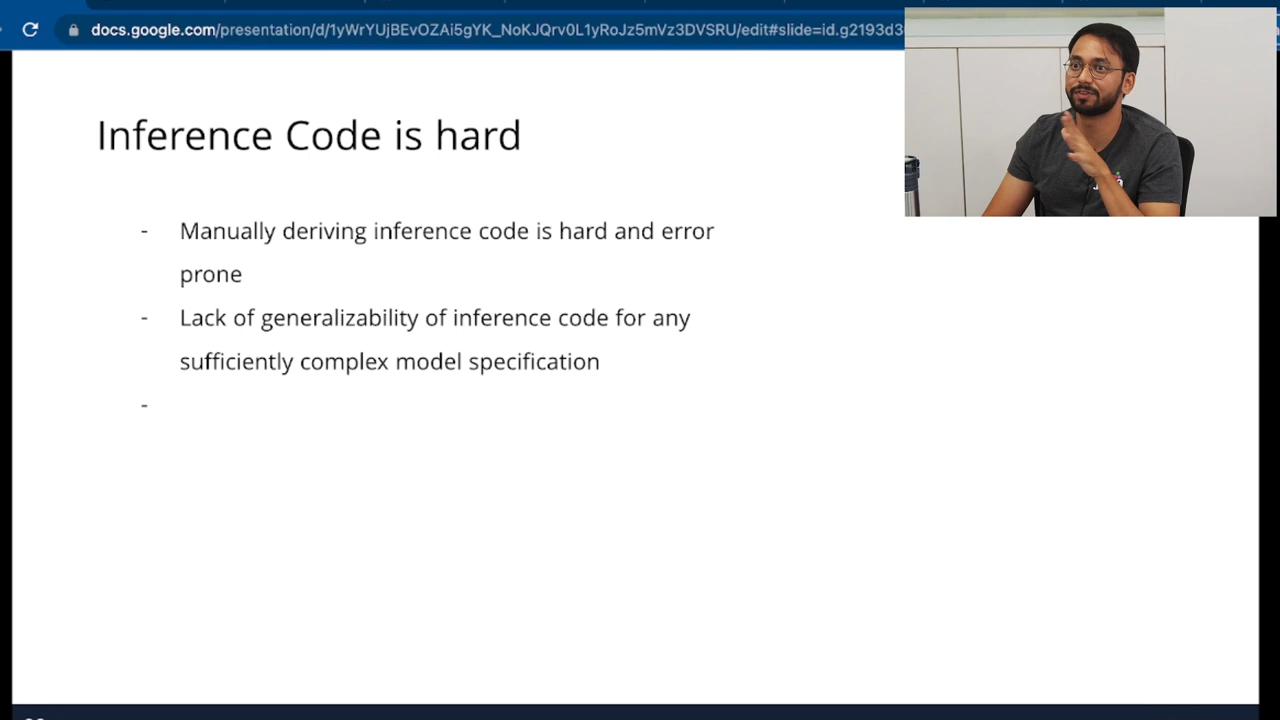 docs.google.com/presentation/d/1yWrYUjBEvOZAi5gYK_NoKJQrv0L1yRoJz5mVz3DVSRU/edit#slide=id.g2193d3
Inference Code is hard
- Manually deriving inference code is hard and error
prone
- Lack of generalizability of inference code for any
sufficiently complex model specification
-